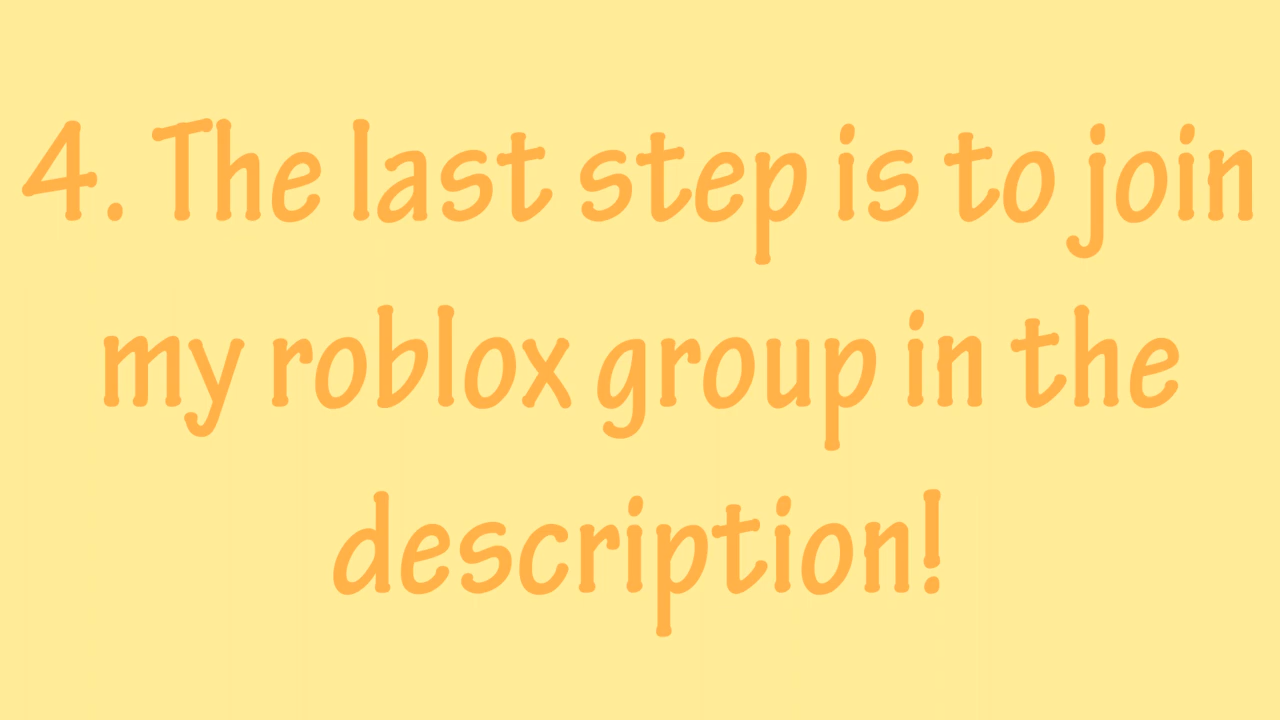 4. The last step is to join
my roblox group in the
description!